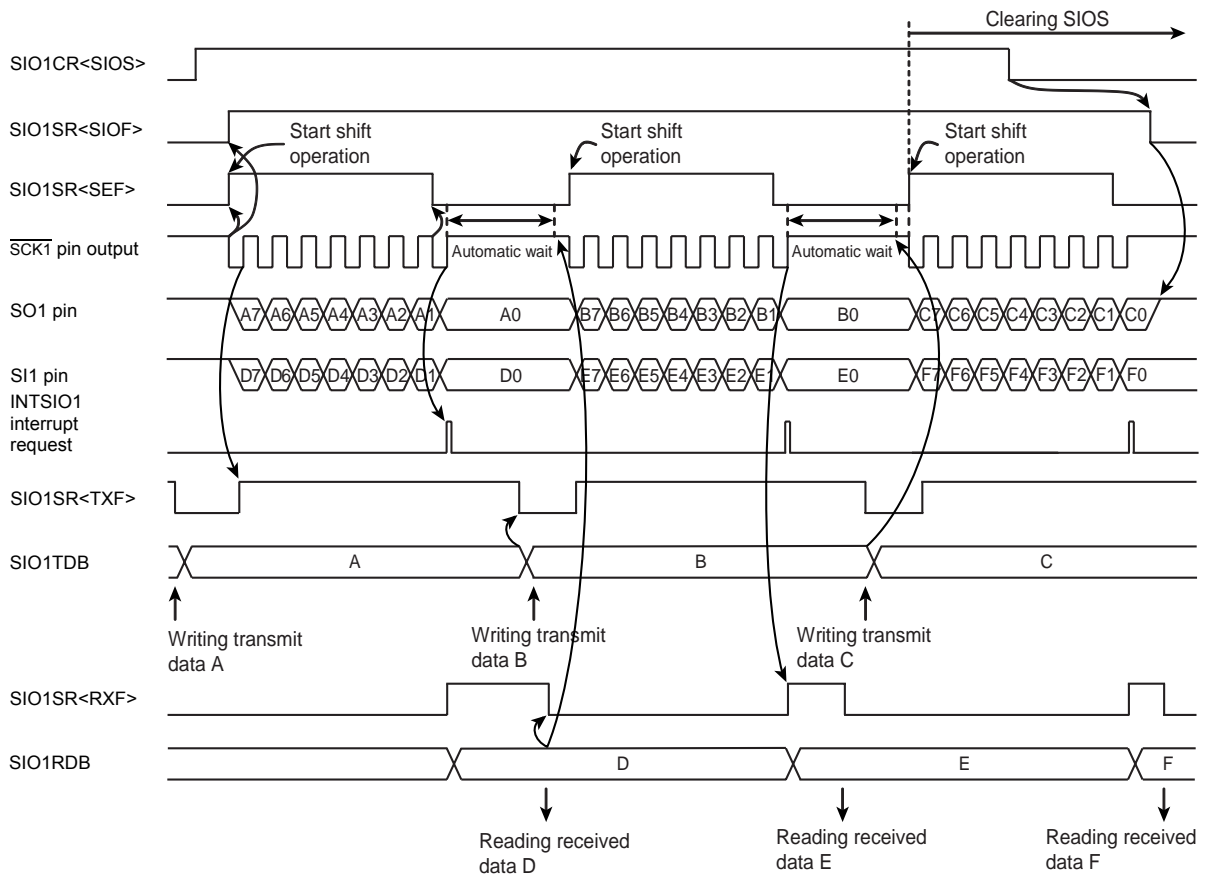 Clearing SIOS
SIO1CR<SIOS>
SIO1SR<SIOF>
Start shift
operation
Start shift
operation
Start shift
operation
SIO1SR<SEF>
SCK1 pin output
Automatic wait
Automatic wait
SO1 pin
A7 A6 A5 A4 A3 A2 A1 A0 B7 B6 B5 B4 B3 B2 B1 B0 C7 C6 C5 C4 C3 C2 C1 C0
SI1 pin
D7 D6 D5 D4 D3 D2 D1 D0 E7 E6 E5 E4 E3 E2 E1 E0 F7 F6 F5 F4 F3 F2 F1 F0
INTSIO1
interrupt
request
SIO1SR<TXF>
SIO1TDB
A B C
Writing transmit
data A
Writing transmit
data B
Writing transmit
data C
SIO1SR<RXF>
SIO1RDB
D E F
Reading received
data D
Reading received
data E
Reading received
data F